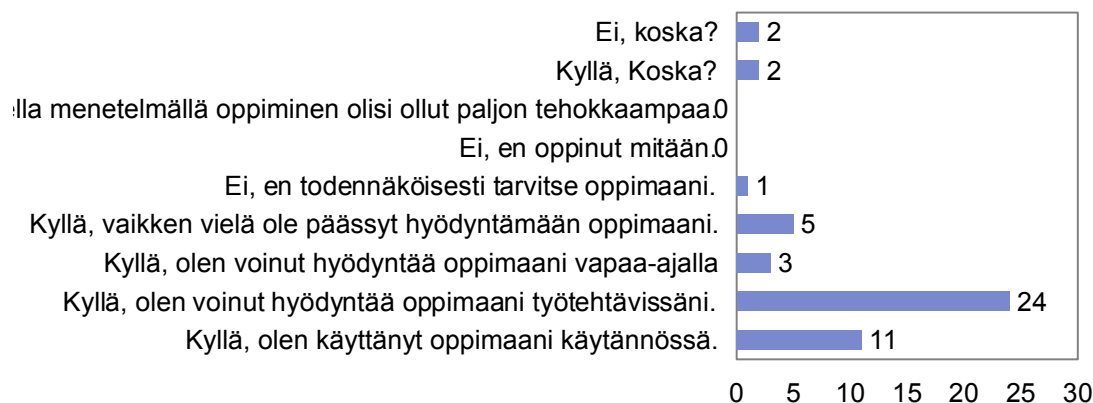 Ei, koska? 2
Kyllä, Koska? 2
lla menetelmällä oppiminen olisi ollut paljon tehokkaampaa. 0
Ei, en oppinut mitään. 0
Ei, en todennäköisesti tarvitse oppimaani. 1
Kyllä, vaikken vielä ole päässyt hyödyntämään oppimaani. 5
Kyllä, olen voinut hyödyntää oppimaani vapaa-ajalla 3
Kyllä, olen voinut hyödyntää oppimaani työtehtävissäni. 24
Kyllä, olen käyttänyt oppimaani käytännössä. 11
0 5 10 15 20 25 30